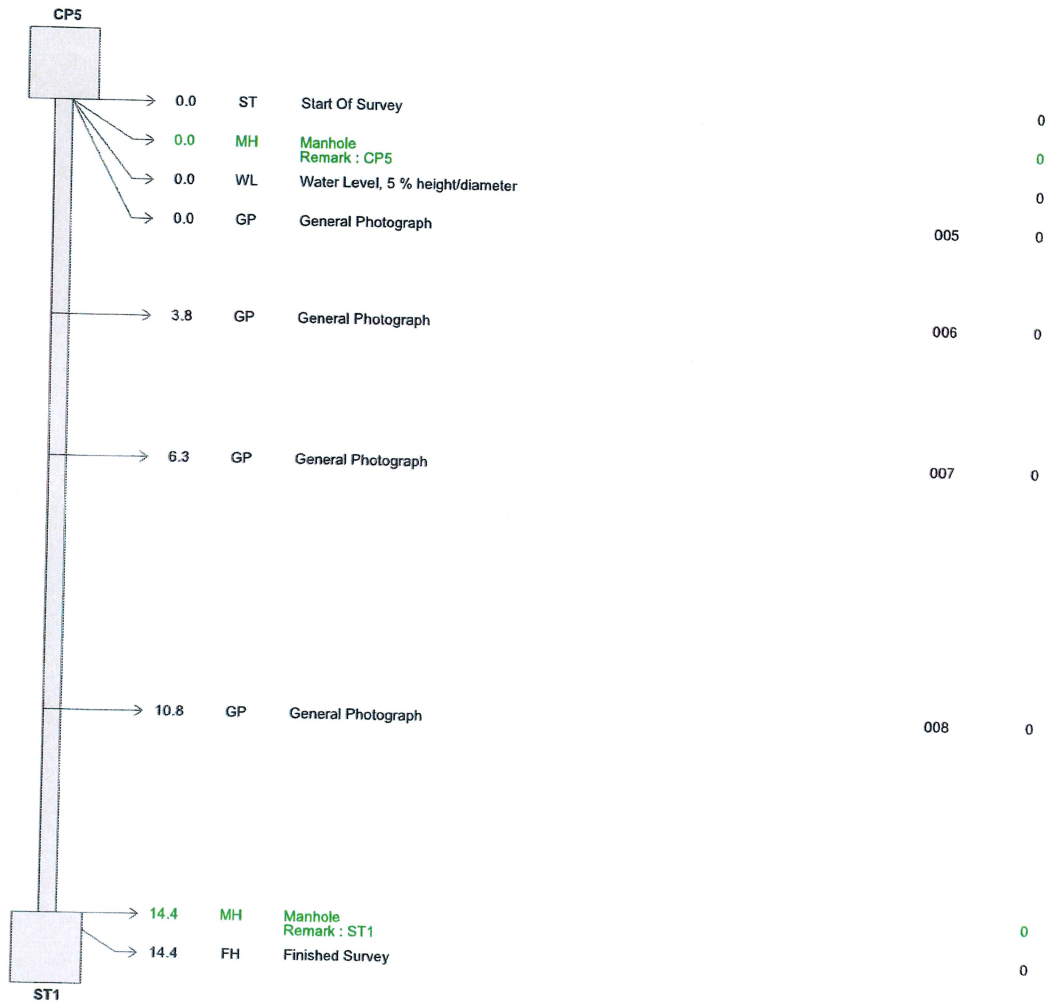 CP5
0.0 ST Start Of Survey 0
0.0 MH Manhole
Remark : CP5 0
0.0 WL Water Level, 5 % height/diameter 0
0.0 GP General Photograph 005 0
3.8 GP General Photograph 006 0
6.3 GP General Photograph 007 0
10.8 GP General Photograph 008 0
14.4 MH Manhole
Remark : ST1 0
14.4 FH Finished Survey 0
ST1